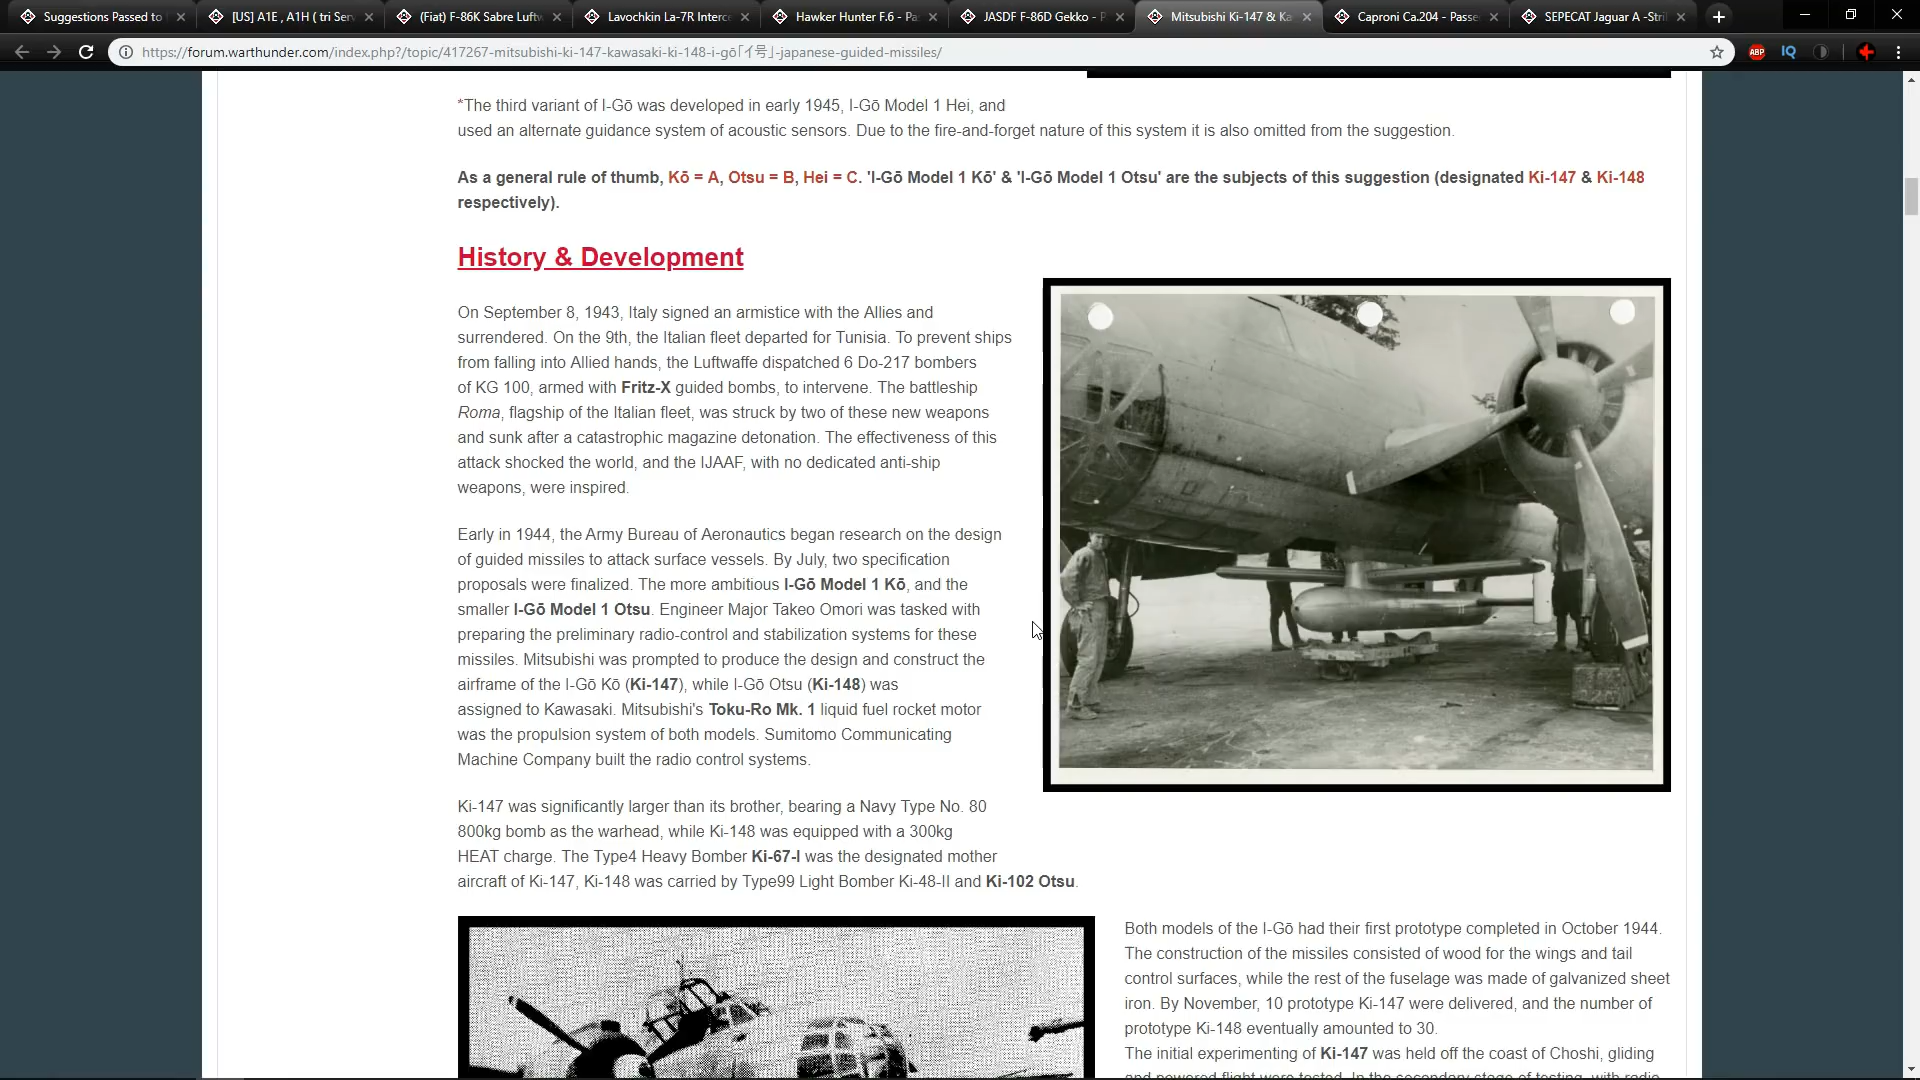 Suggestions Passed to
[US] A1E , A1H ( tri Serv
(Fiat) F-86K Sabre Luftw
Lavochkin La-7R Interce
Hawker Hunter F.6 - Pas
JASDF F-86D Gekko - P
Mitsubishi Ki-147 & Ka
Caproni Ca.204 - Passe
SEPECAT Jaguar A -Stri
https://forum.warthunder.com/index.php?/topic/417267-mitsubishi-ki-147-kawasaki-ki-148-i-gō「イ号」-japanese-guided-missiles/
ABP
IQ
*The third variant of I-Gō was developed in early 1945, I-Gō Model 1 Hei, and
used an alternate guidance system of acoustic sensors. Due to the fire-and-forget nature of this system it is also omitted from the suggestion.
As a general rule of thumb, Kō = A, Otsu = B, Hei = C. 'I-Gō Model 1 Kō' & 'I-Gō Model 1 Otsu' are the subjects of this suggestion (designated Ki-147 & Ki-148
respectively).
History & Development
On September 8, 1943, Italy signed an armistice with the Allies and
surrendered. On the 9th, the Italian fleet departed for Tunisia. To prevent ships
from falling into Allied hands, the Luftwaffe dispatched 6 Do-217 bombers
of KG 100, armed with Fritz-X guided bombs, to intervene. The battleship
Roma, flagship of the Italian fleet, was struck by two of these new weapons
and sunk after a catastrophic magazine detonation. The effectiveness of this
attack shocked the world, and the IJAAF, with no dedicated anti-ship
weapons, were inspired.
Early in 1944, the Army Bureau of Aeronautics began research on the design
of guided missiles to attack surface vessels. By July, two specification
proposals were finalized. The more ambitious I-Gō Model 1 Kō, and the
smaller I-Gō Model 1 Otsu. Engineer Major Takeo Omori was tasked with
preparing the preliminary radio-control and stabilization systems for these
missiles. Mitsubishi was prompted to produce the design and construct the
airframe of the I-Gō Kō (Ki-147), while I-Gō Otsu (Ki-148) was
assigned to Kawasaki. Mitsubishi's Toku-Ro Mk. 1 liquid fuel rocket motor
was the propulsion system of both models. Sumitomo Communicating
Machine Company built the radio control systems.
Ki-147 was significantly larger than its brother, bearing a Navy Type No. 80
800kg bomb as the warhead, while Ki-148 was equipped with a 300kg
HEAT charge. The Type4 Heavy Bomber Ki-67-I was the designated mother
aircraft of Ki-147, Ki-148 was carried by Type99 Light Bomber Ki-48-II and Ki-102 Otsu.
Both models of the I-Gō had their first prototype completed in October 1944.
The construction of the missiles consisted of wood for the wings and tail
control surfaces, while the rest of the fuselage was made of galvanized sheet
iron. By November, 10 prototype Ki-147 were delivered, and the number of
prototype Ki-148 eventually amounted to 30.
The initial experimenting of Ki-147 was held off the coast of Choshi, gliding
and powered flight were tested. In the secondary stage of testing, with radio